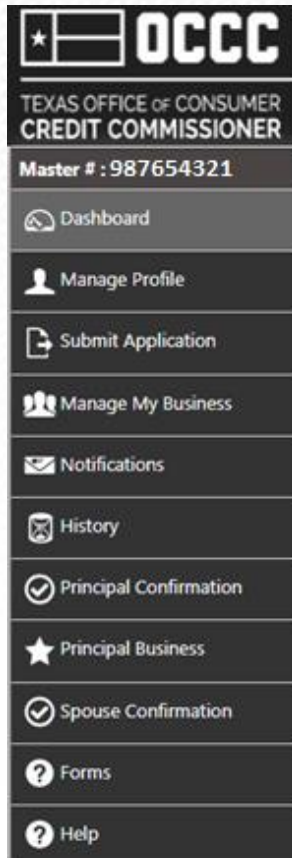 OCCC
TEXAS OFFICE OF CONSUMER
CREDIT COMMISSIONER
Master # : 987654321
Dashboard
Manage Profile
Submit Application
Manage My Business
Notifications
History
Principal Confirmation
Principal Business
Spouse Confirmation
Forms
Help